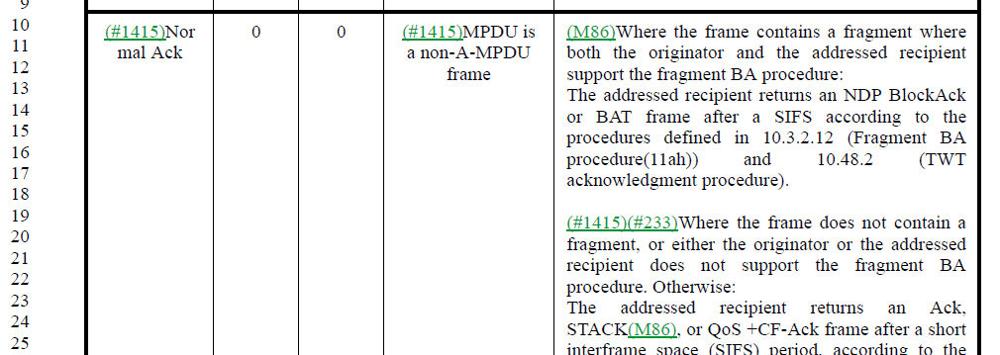 9
10
11
12
13
14
15
16
17
18
19
20
21
22
23
24
25
(#1415)Nor
mal Ack
0
0
(#1415)MPDU is
a non-A-MPDU
frame
(M86)Where the frame contains a fragment where
both the originator and the addressed recipient
support the fragment BA procedure:
The addressed recipient returns an NDP BlockAck
or BAT frame after a SIFS according to the
procedures defined in 10.3.2.12 (Fragment BA
procedure(11ah)) and 10.48.2 (TWT
acknowledgment procedure).
(#1415)(#233)Where the frame does not contain a
fragment, or either the originator or the addressed
recipient does not support the fragment BA
procedure. Otherwise:
The addressed recipient returns an Ack,
STACK(M86), or QoS +CF-Ack frame after a short
interframe space (SIFS) period, according to the